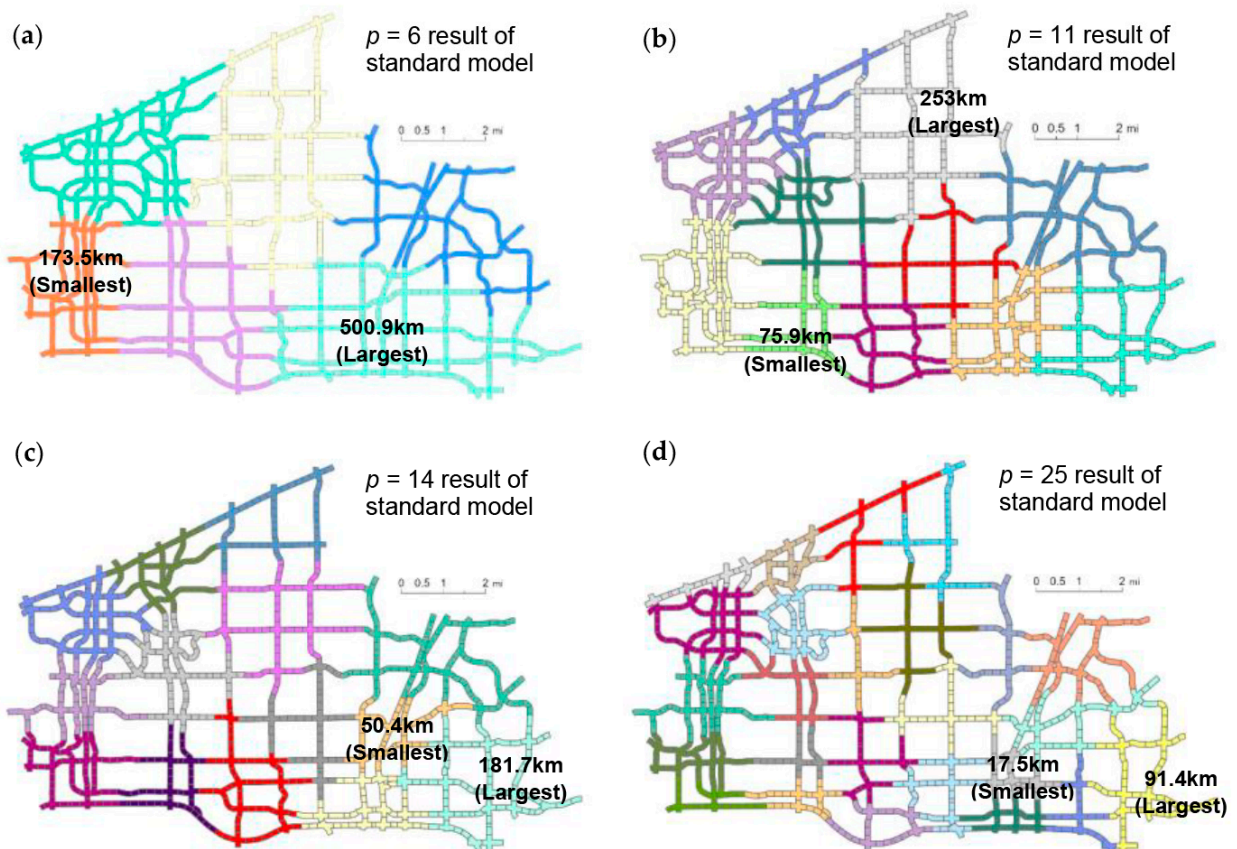 (a)
p = 6 result of
standard model
0 0.5 1 2 mi
173.5km
(Smallest)
500.9km
(Largest)
(b)
p = 11 result of
standard model
253km
(Largest)
0 0.5 1 2 mi
75.9km
(Smallest)
(c)
p = 14 result of
standard model
0 0.5 1 2 mi
50.4km
(Smallest)
181.7km
(Largest)
(d)
p = 25 result of
standard model
0 0.5 1 2 mi
17.5km
(Smallest)
91.4km
(Largest)